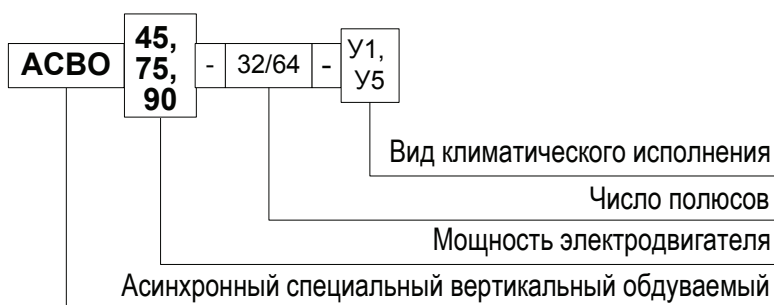 АСВО 45, 75, 90 - 32/64 - У1, У5
Вид климатического исполнения
Число полюсов
Мощность электродвигателя
Асинхронный специальный вертикальный обдуваемый